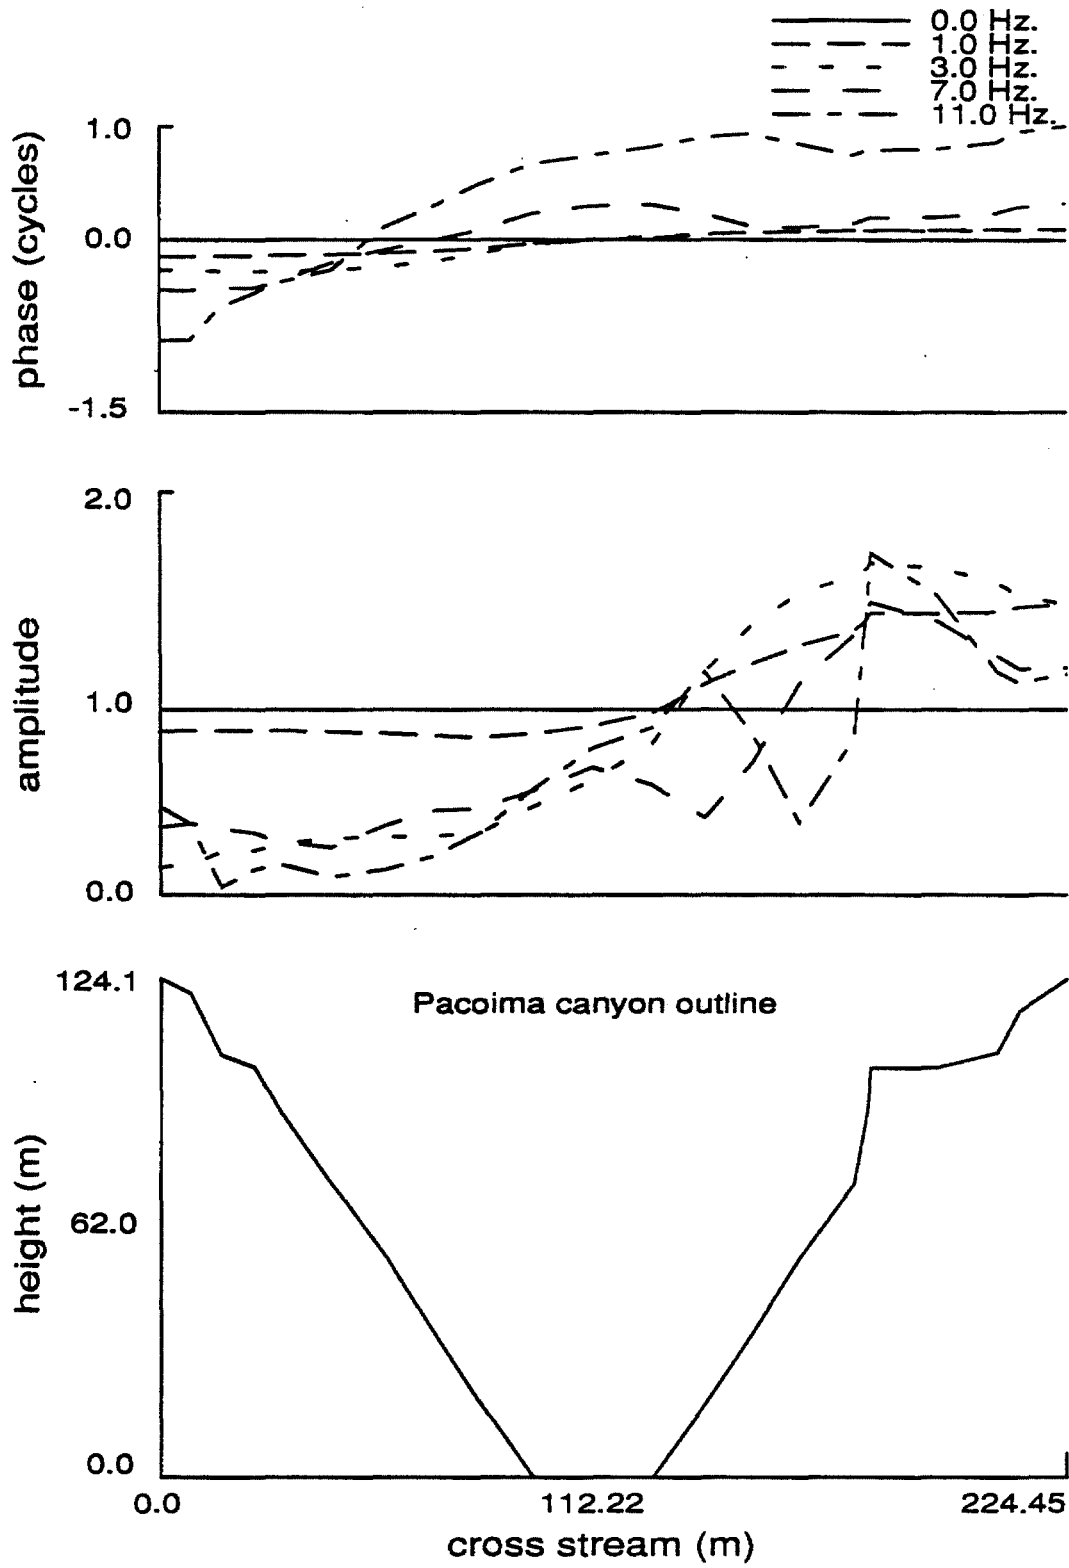 0.0 Hz.
1.0 Hz.
3.0 Hz.
7.0 Hz.
11.0 Hz.
1.0
0.0
-1.5
phase (cycles)
2.0
1.0
0.0
amplitude
124.1
62.0
0.0
height (m)
Pacoima canyon outline
0.0
112.22
224.45
cross stream (m)